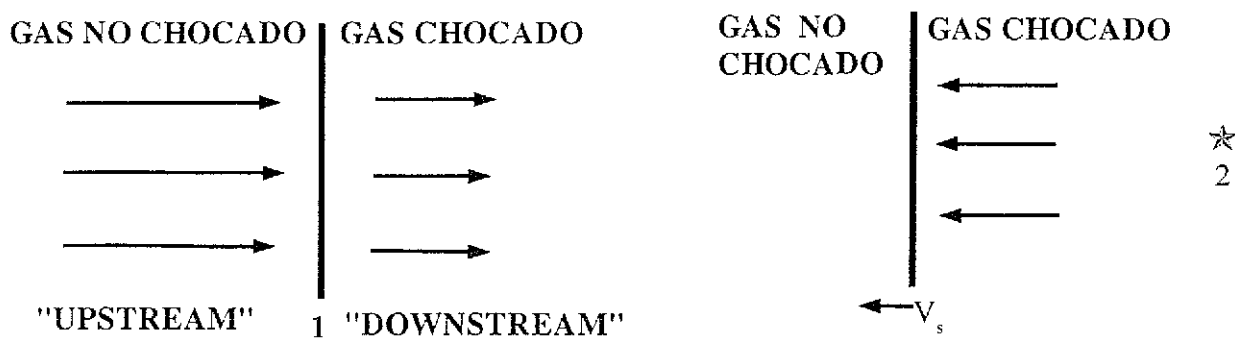 GAS NO CHOCADO GAS CHOCADO
"UPSTREAM" 1 "DOWNSTREAM"
GAS NO
CHOCADO
GAS CHOCADO
2
Vs